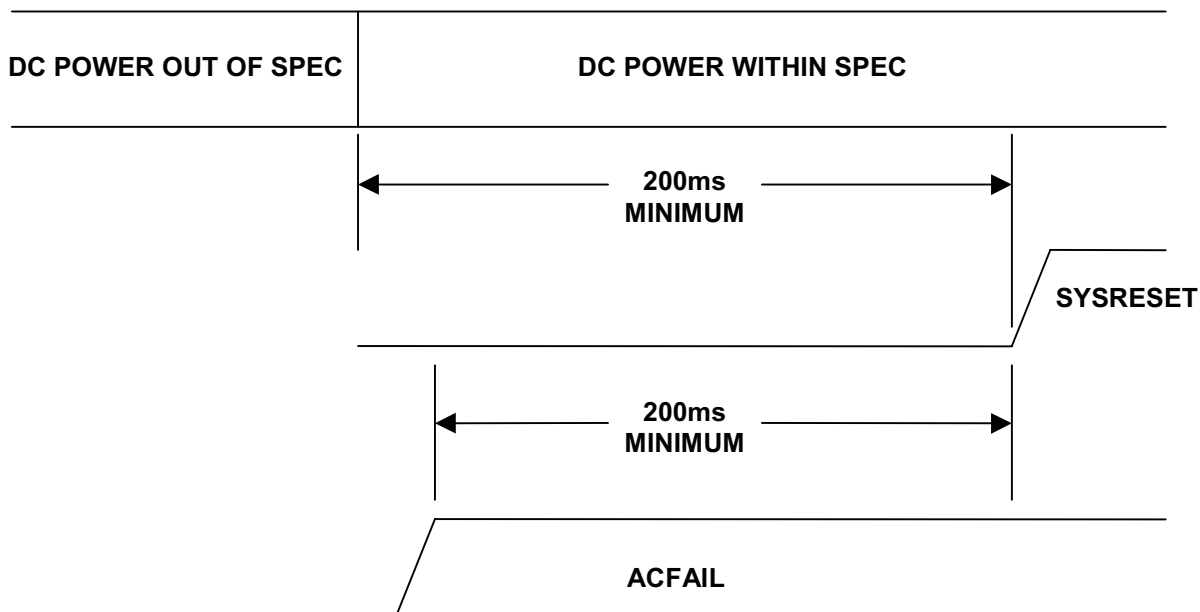 DC POWER OUT OF SPEC
DC POWER WITHIN SPEC
200ms
MINIMUM
SYSRESET
200ms
MINIMUM
ACFAIL